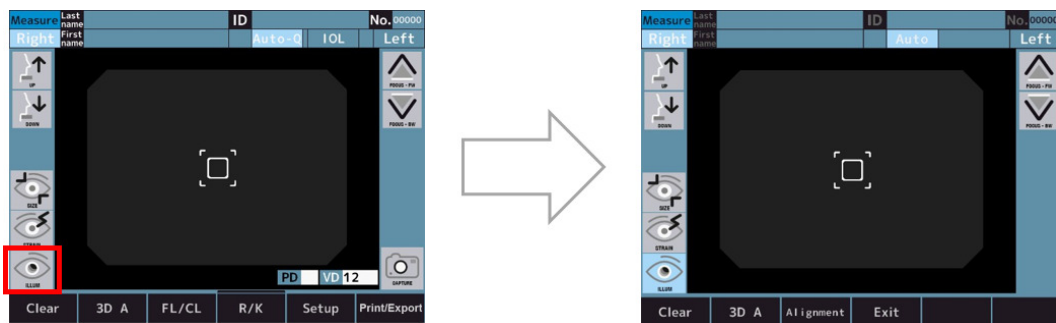 Measure Last name ID No. 00000
Right First name Auto-Q IOL Left
UP
FOCUS - FW
DOWN
FOCUS - BW
SIZE
STRAIN
ILLUM
PD VD 12
CAPTURE
Clear 3D A FL/CL R/K Setup Print/Export
Measure Last name ID No. 00000
Right First name Auto Left
UP
FOCUS - FW
DOWN
FOCUS - BW
SIZE
STRAIN
ILLUM
Clear 3D A Alignment Exit